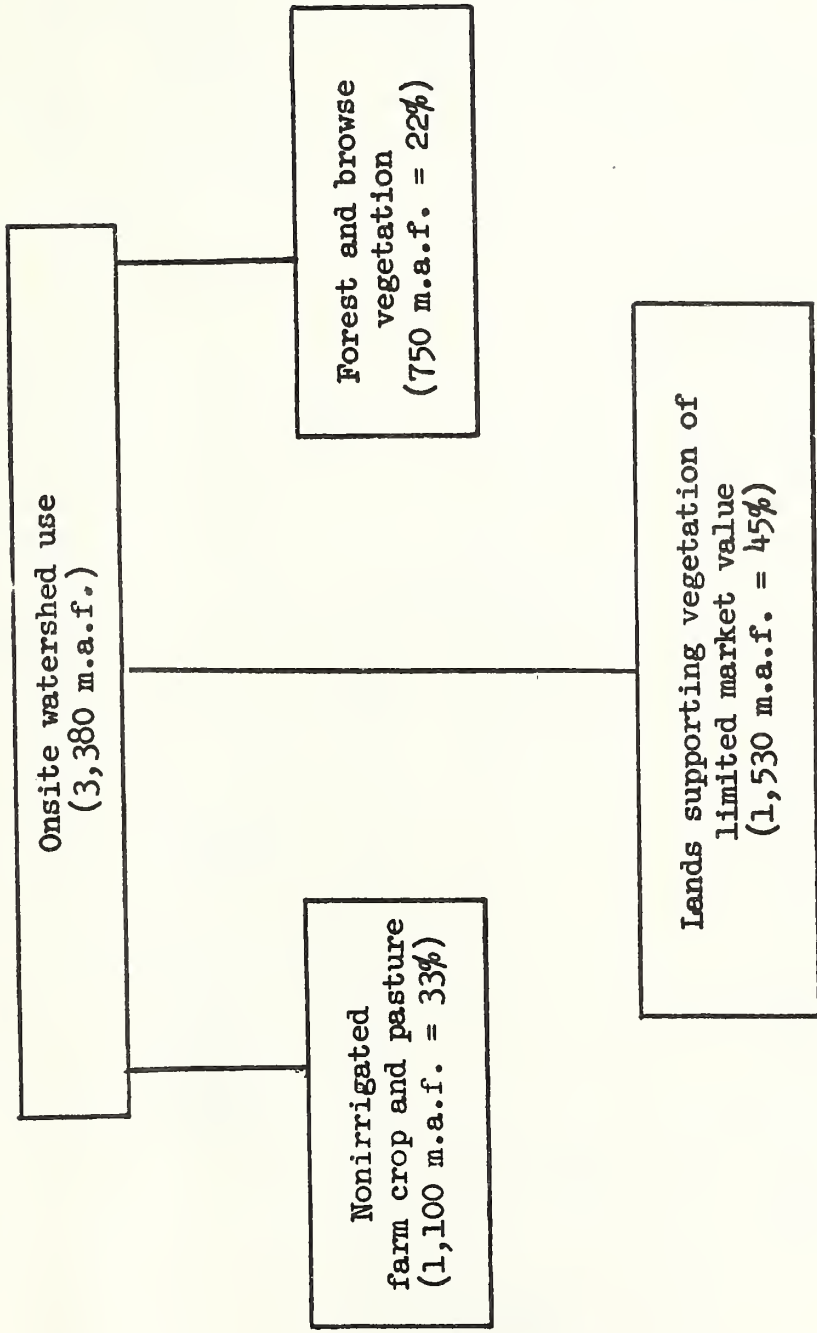 Onsite watershed use
(3,380 m.a.f.)
Nonirrigated
farm crop and pasture
(1,100 m.a.f. = 33%)
Forest and browse
vegetation
(750 m.a.f. = 22%)
Lands supporting vegetation of
limited market value
(1,530 m.a.f. = 45%)